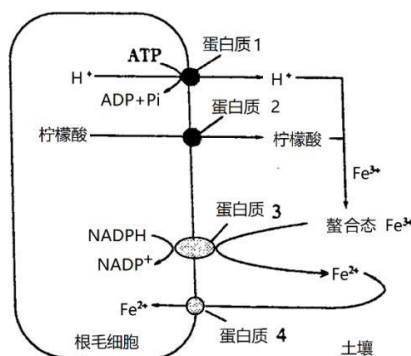 蛋白质 1
ATP
H⁺
H⁺
ADP+Pi
蛋白质 2
柠檬酸
柠檬酸
Fe³⁺
蛋白质 3
螯合态 Fe³⁺
NADPH
NADP⁺
Fe²⁺
Fe²⁺
根毛细胞
蛋白质 4
土壤